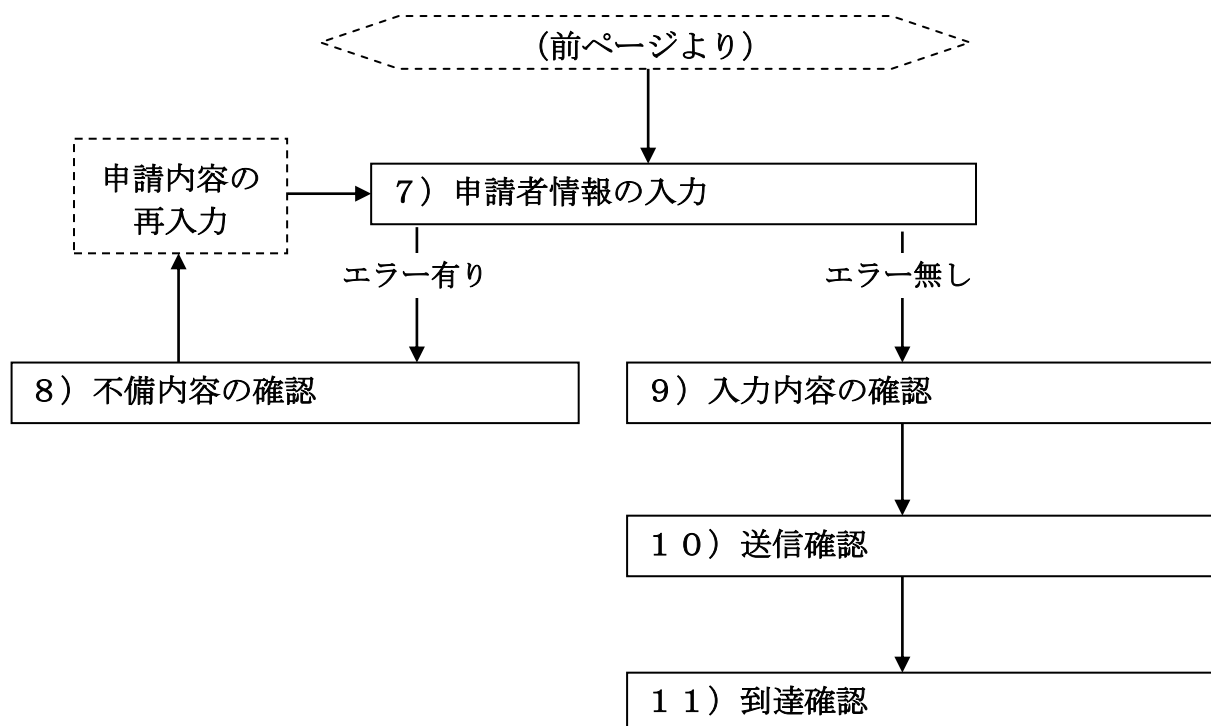 （前ページより）
申請内容の
再入力
７）申請者情報の入力
エラー有り
エラー無し
８）不備内容の確認
９）入力内容の確認
１０）送信確認
１１）到達確認